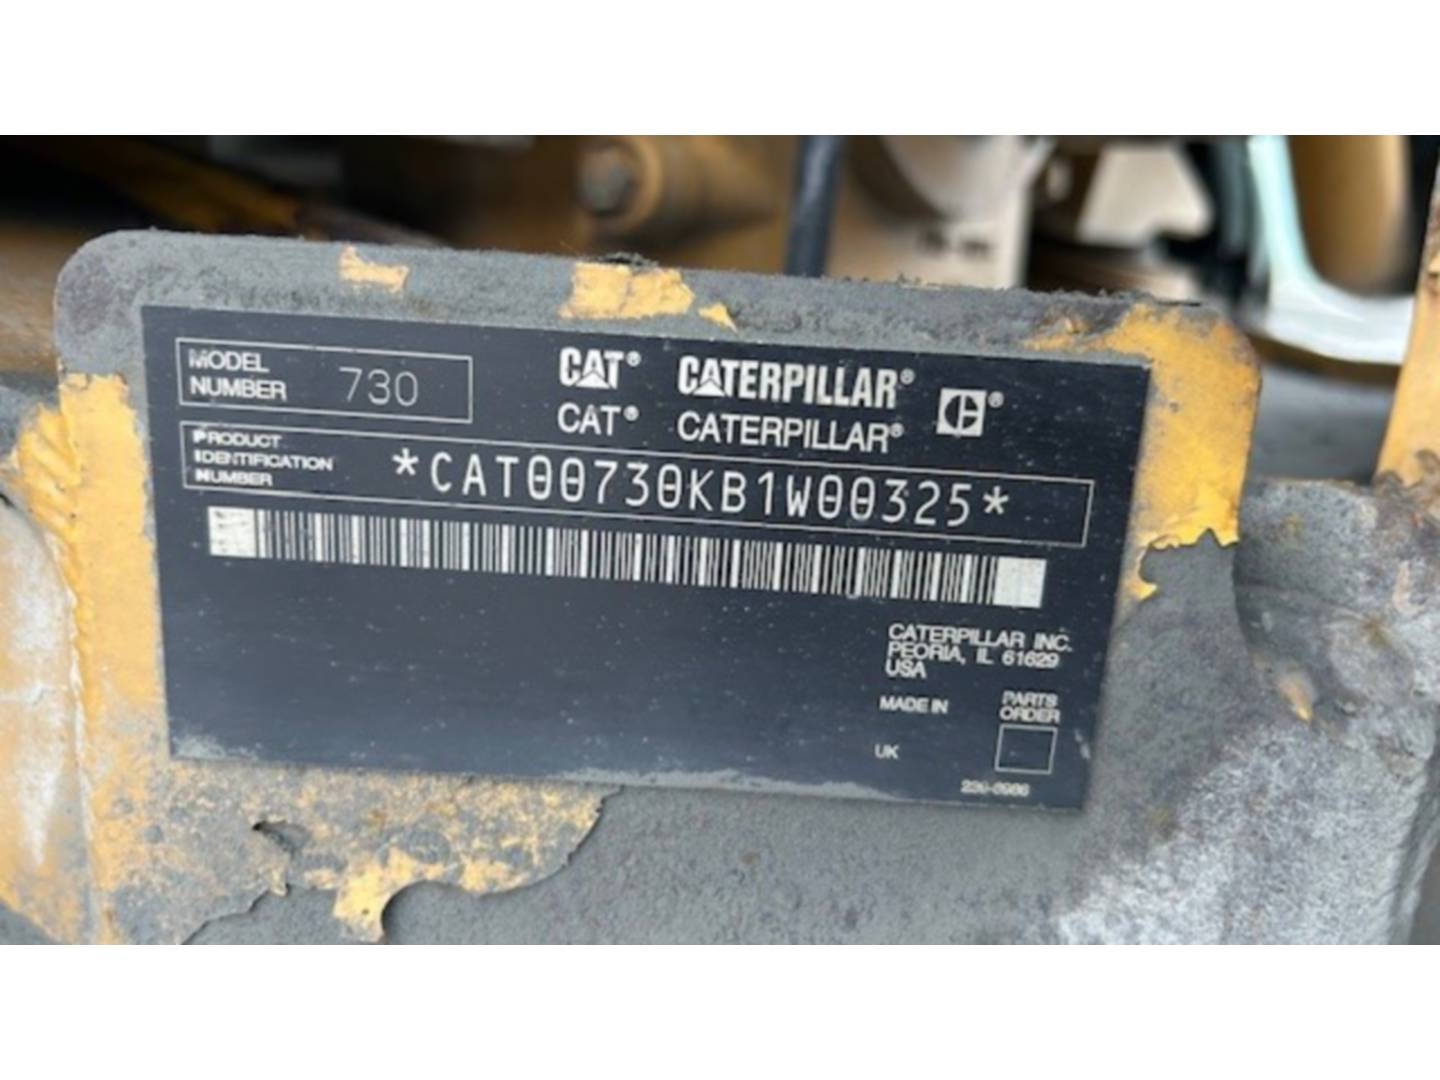 MODEL NUMBER 730
CAT® CATERPILLAR®
CAT® CATERPILLAR®
PRODUCT
IDENTIFICATION
NUMBER
*CAT00730KB1W00325*
CATERPILLAR INC.
PEORIA, IL 61629
USA
MADE IN
UK
PARTS
ORDER